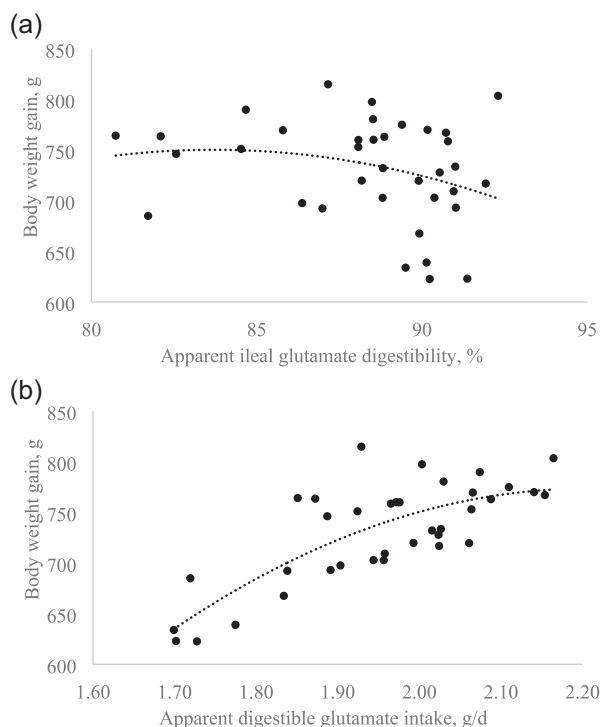 (a)
850
800
750
700
650
600
Body weight gain, g
80 85 90 95
Apparent ileal glutamate digestibility, %
(b)
850
800
750
700
650
600
Body weight gain, g
1.60 1.70 1.80 1.90 2.00 2.10 2.20
Apparent digestible glutamate intake, g/d